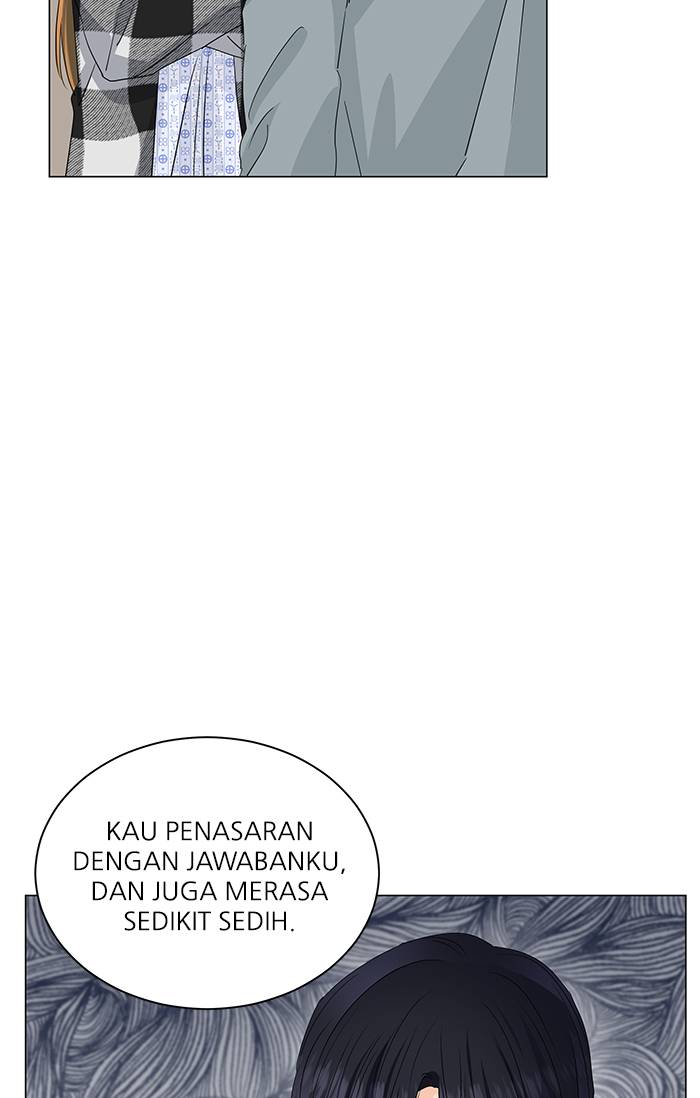 KAU PENASARAN
DENGAN JAWABANKU,
DAN JUGA MERASA
SEDIKIT SEDIH.